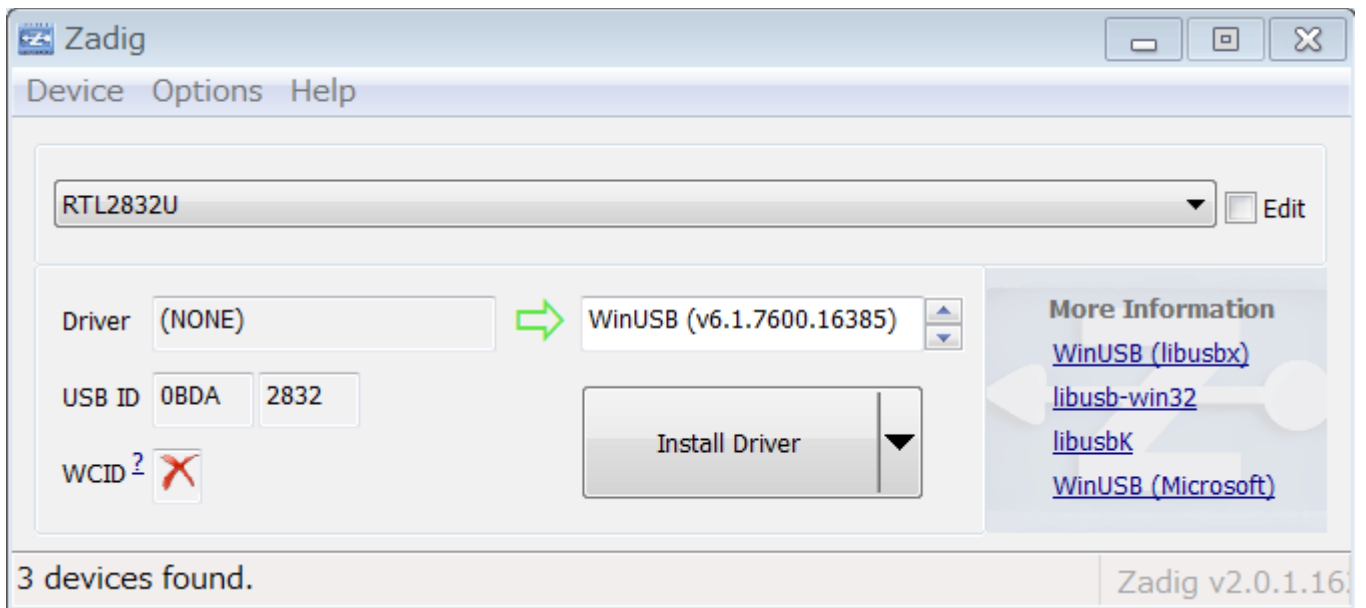 Zadig
Device Options Help
RTL2832U
Edit
Driver (NONE) WinUSB (v6.1.7600.16385)
USB ID 0BDA 2832
WCID ?
Install Driver
More Information
WinUSB (libusbx)
libusb-win32
libusbK
WinUSB (Microsoft)
3 devices found.
Zadig v2.0.1.16